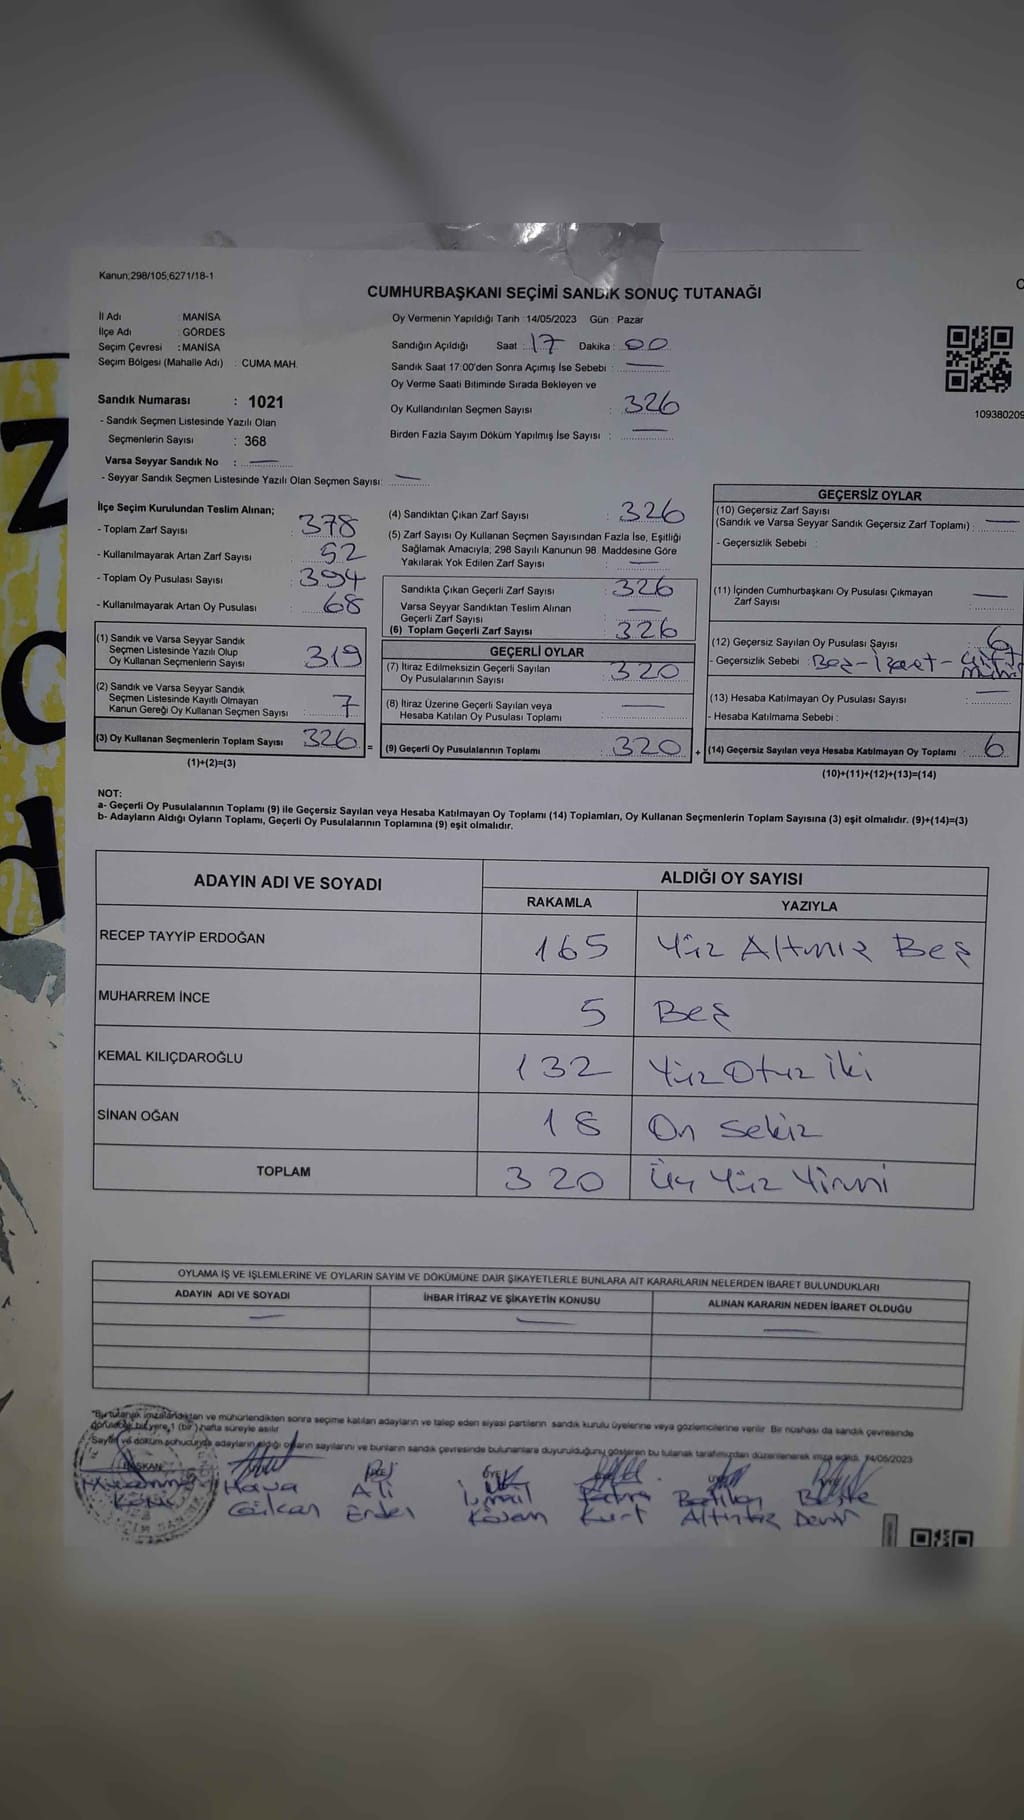 Kanun;298/105;6271/18-1
CUMHURBAŞKANI SEÇİMİ SANDIK SONUÇ TUTANAĞI
İl Adı : MANİSA
İlçe Adı : GÖRDES
Seçim Çevresi : MANİSA
Seçim Bölgesi (Mahalle Adı) : CUMA MAH.
Sandık Numarası : 1021
- Sandık Seçmen Listesinde Yazılı Olan
Seçmenlerin Sayısı : 368
Varsa Seyyar Sandık No : —
- Seyyar Sandık Seçmen Listesinde Yazılı Olan Seçmen Sayısı: —
Oy Vermenin Yapıldığı Tarih : 14/05/2023 Gün : Pazar
Sandığın Açıldığı Saat : 17 Dakika : 00
Sandık Saat 17:00'den Sonra Açımış İse Sebebi : —
Oy Verme Saati Bitiminde Sırada Bekleyen ve
Oy Kullandırılan Seçmen Sayısı : 326
Birden Fazla Sayım Döküm Yapılmış İse Sayısı : —
109380209
İlçe Seçim Kurulundan Teslim Alınan;
- Toplam Zarf Sayısı : 378
- Kullanılmayarak Artan Zarf Sayısı : 52
- Toplam Oy Pusulası Sayısı : 394
- Kullanılmayarak Artan Oy Pusulası : 68
(1) Sandık ve Varsa Seyyar Sandık
Seçmen Listesinde Yazılı Olup
Oy Kullanan Seçmenlerin Sayısı : 319
(2) Sandık ve Varsa Seyyar Sandık
Seçmen Listesinde Kayıtlı Olmayan
Kanun Gereği Oy Kullanan Seçmen Sayısı : 7
(3) Oy Kullanan Seçmenlerin Toplam Sayısı 326 =
(1)+(2)=(3)
(4) Sandıktan Çıkan Zarf Sayısı : 326
(5) Zarf Sayısı Oy Kullanan Seçmen Sayısından Fazla İse, Eşitliği
Sağlamak Amacıyla; 298 Sayılı Kanunun 98. Maddesine Göre
Yakılarak Yok Edilen Zarf Sayısı : —
Sandıkta Çıkan Geçerli Zarf Sayısı : 326
Varsa Seyyar Sandıktan Teslim Alınan
Geçerli Zarf Sayısı : —
(6) Toplam Geçerli Zarf Sayısı : 326
GEÇERLİ OYLAR
(7) İtiraz Edilmeksizin Geçerli Sayılan
Oy Pusulalarının Sayısı : 320
(8) İtiraz Üzerine Geçerli Sayılan veya
Hesaba Katılan Oy Pusulası Toplamı : —
(9) Geçerli Oy Pusulalarının Toplamı : 320 +
GEÇERSİZ OYLAR
(10) Geçersiz Zarf Sayısı
(Sandık ve Varsa Seyyar Sandık Geçersiz Zarf Toplamı) : —
- Geçersizlik Sebebi :
(11) İçinden Cumhurbaşkanı Oy Pusulası Çıkmayan
Zarf Sayısı : —
(12) Geçersiz Sayılan Oy Pusulası Sayısı : 6
- Geçersizlik Sebebi :
(13) Hesaba Katılmayan Oy Pusulası Sayısı : —
- Hesaba Katılmama Sebebi :
(14) Geçersiz Sayılan veya Hesaba Katılmayan Oy Toplamı : 6
(10)+(11)+(12)+(13)=(14)
NOT:
a- Geçerli Oy Pusulalarının Toplamı (9) ile Geçersiz Sayılan veya Hesaba Katılmayan Oy Toplamı (14) Toplamları, Oy Kullanan Seçmenlerin Toplam Sayısına (3) eşit olmalıdır. (9)+(14)=(3)
b- Adayların Aldığı Oyların Toplamı, Geçerli Oy Pusulalarının Toplamına (9) eşit olmalıdır.
ADAYIN ADI VE SOYADI ALDIĞI OY SAYISI
RAKAMLA YAZIYLA
RECEP TAYYİP ERDOĞAN 165 Yüz Altmış Beş
MUHARREM İNCE 5 Beş
KEMAL KILIÇDAROĞLU 132 Yüz Otuz İki
SİNAN OĞAN 18 On Sekiz
TOPLAM 320 Üç Yüz Yirmi
OYLAMA İŞ VE İŞLEMLERİNE VE OYLARIN SAYIM VE DÖKÜMÜNE DAİR ŞİKAYETLERLE BUNLARA AİT KARARLARIN NELERDEN İBARET BULUNDUKLARI
ADAYIN ADI VE SOYADI İHBAR İTİRAZ VE ŞİKAYETİN KONUSU ALINAN KARARIN NEDEN İBARET OLDUĞU
— — —
"Bu tutanak imzalandıktan ve mühürlendikten sonra seçime katılan adayların ve talep eden siyasi partilerin sandık kurulu üyelerine veya gözlemcilerine verilir. Bir nüshası da sandık çevresinde
görülebilir bir yere 1 (bir) hafta süreyle asılır
Sayım ve döküm sonucunda adayların aldığı oyların sayılarını ve bunların sandık çevresinde bulunanlara duyurulduğunu gösteren bu tutanak tarafımızdan düzenlenerek imza edildi. 14/05/2023
BAŞKAN
Hava Ali İsmail
Gülcan Kurt